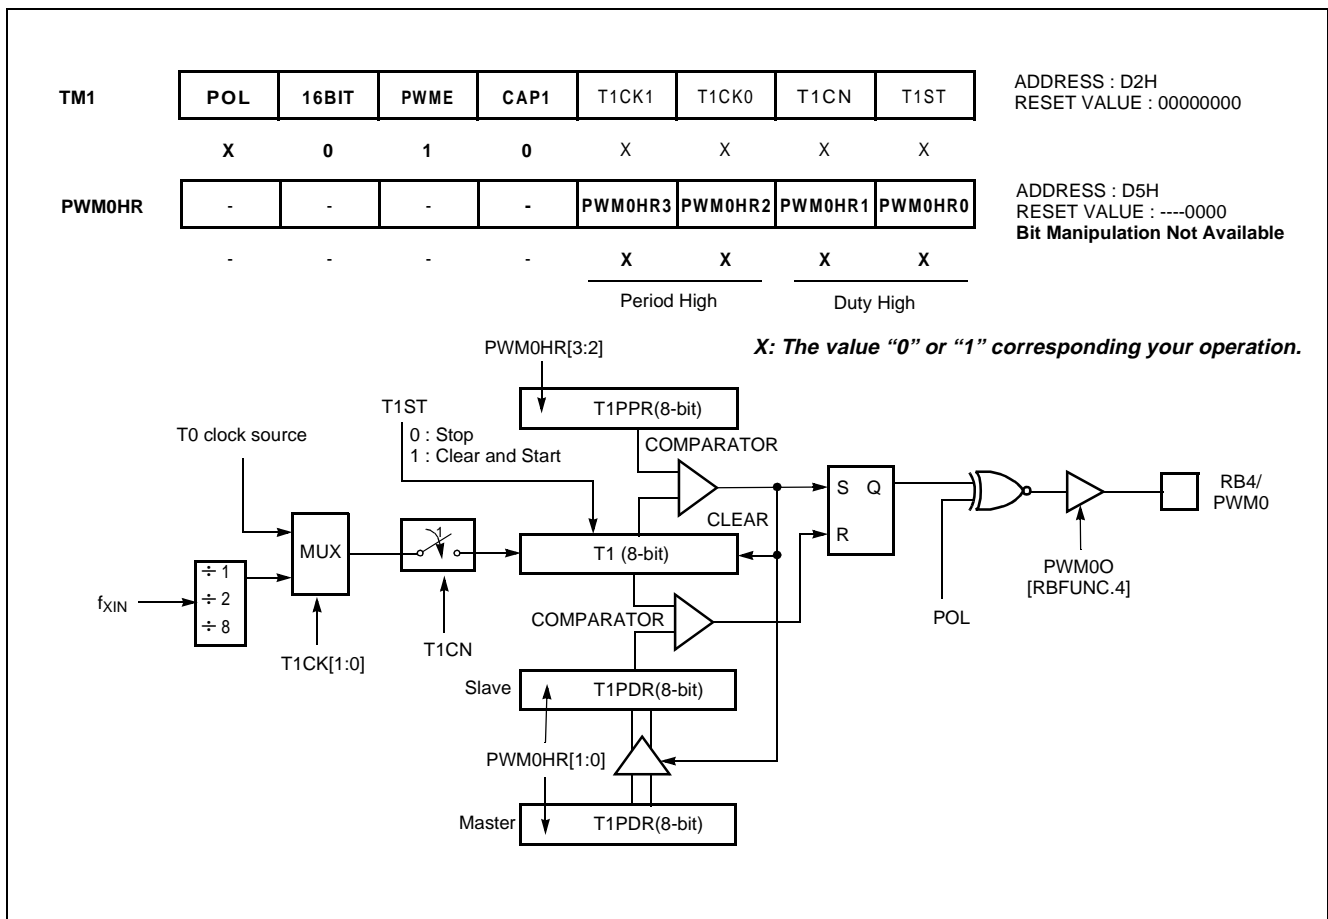 TM1 POL 16BIT PWME CAP1 T1CK1 T1CK0 T1CN T1ST ADDRESS : D2H
RESET VALUE : 00000000
X 0 1 0 X X X X
PWM0HR - - - - PWM0HR3 PWM0HR2 PWM0HR1 PWM0HR0 ADDRESS : D5H
RESET VALUE : ----0000
Bit Manipulation Not Available
- - - - X X X X
Period High Duty High
X: The value “0” or “1” corresponding your operation.
PWM0HR[3:2]
T1ST
0 : Stop
1 : Clear and Start
T1PPR(8-bit)
COMPARATOR
T0 clock source
MUX
1
T1 (8-bit)
CLEAR
S Q
R
RB4/
PWM0
÷ 1
÷ 2
÷ 8
fXIN
T1CK[1:0]
T1CN
COMPARATOR
POL
PWM0O
[RBFUNC.4]
Slave T1PDR(8-bit)
PWM0HR[1:0]
Master T1PDR(8-bit)